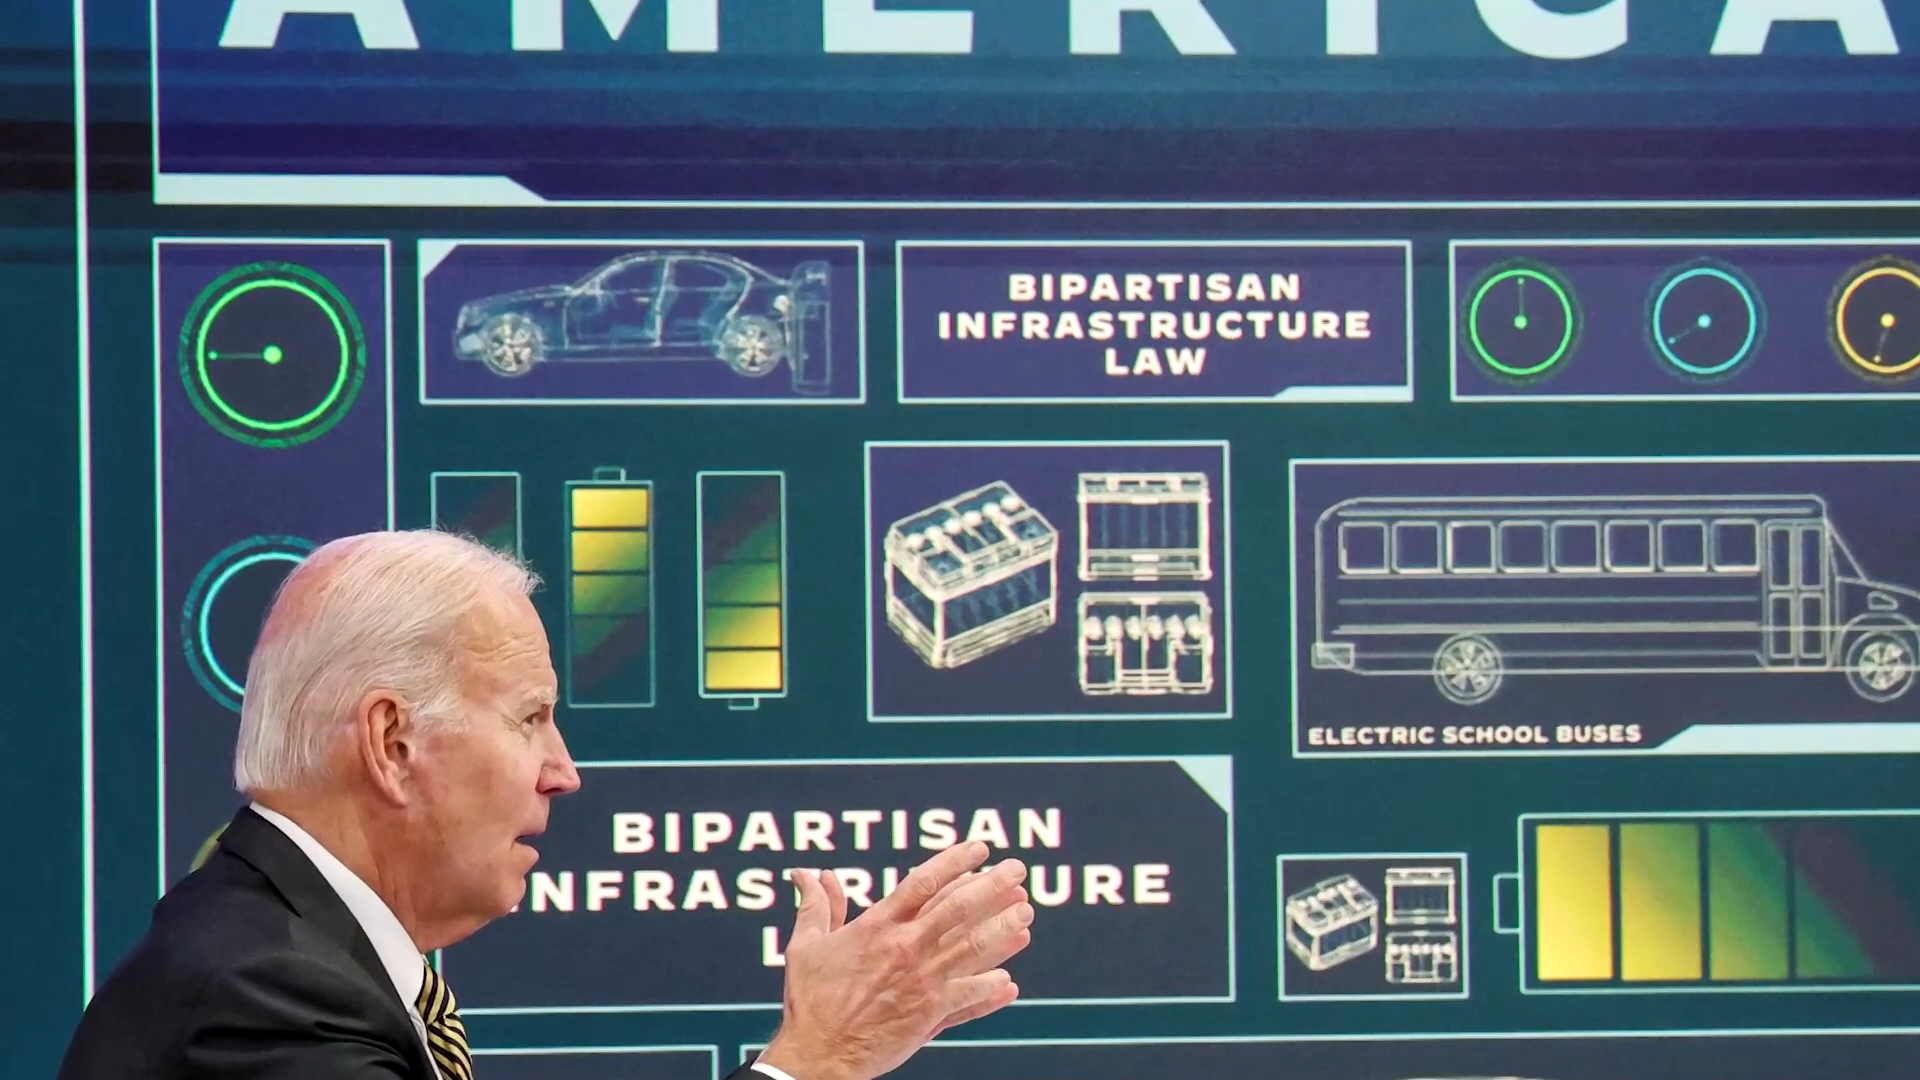 AMERICA
BIPARTISAN
INFRASTRUCTURE
LAW
ELECTRIC SCHOOL BUSES
BIPARTISAN